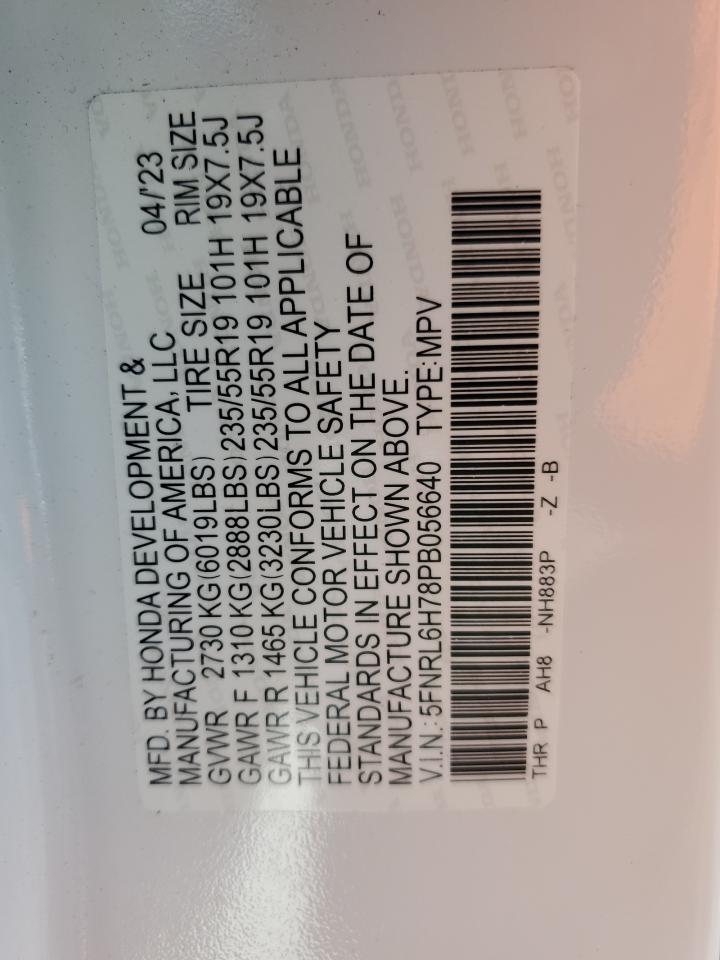 MFD. BY HONDA DEVELOPMENT &
MANUFACTURING OF AMERICA, LLC 04/'23
GVWR 2730 KG(6019LBS) TIRE SIZE RIM SIZE
GAWR F 1310 KG(2888LBS) 235/55R19 101H 19X7.5J
GAWR R 1465 KG(3230LBS) 235/55R19 101H 19X7.5J
THIS VEHICLE CONFORMS TO ALL APPLICABLE
FEDERAL MOTOR VEHICLE SAFETY
STANDARDS IN EFFECT ON THE DATE OF
MANUFACTURE SHOWN ABOVE.
V.I.N.: 5FNRL6H78PB056640 TYPE:MPV
THR P AH8 -NH883P -Z -B